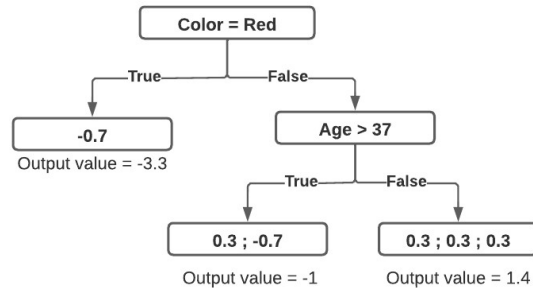 Color = Red
True
False
-0.7
Age > 37
Output value = -3.3
True
False
0.3 ; -0.7
0.3 ; 0.3 ; 0.3
Output value = -1
Output value = 1.4